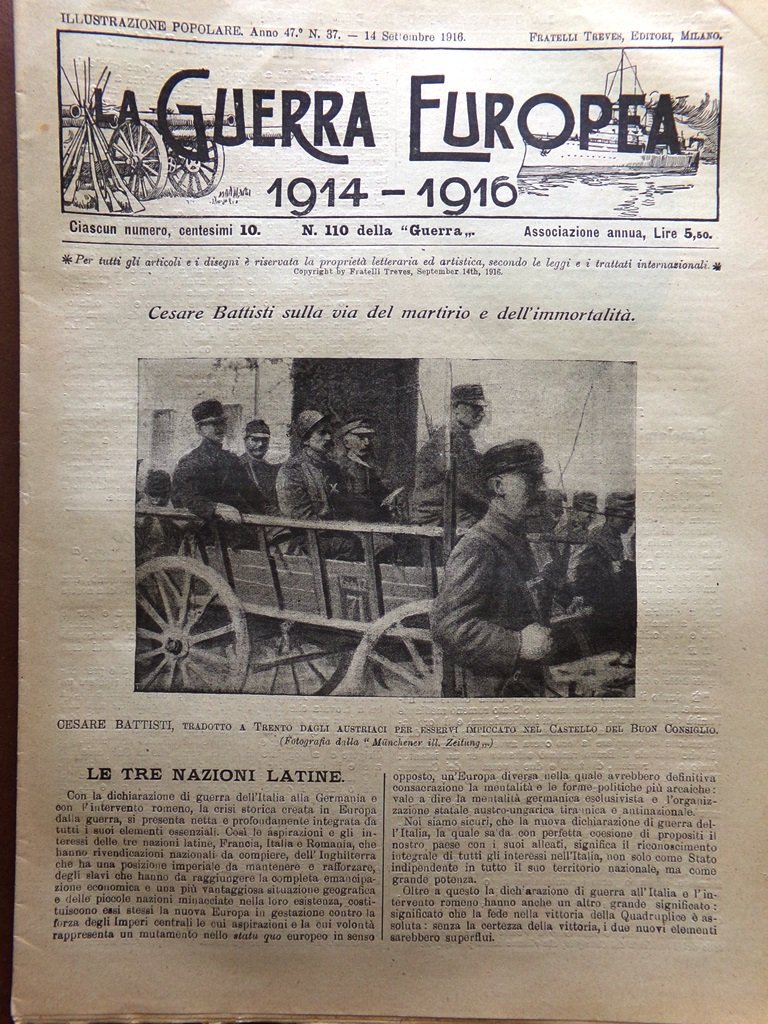 ILLUSTRAZIONE POPOLARE. Anno 47.º N. 37. — 14 Settembre 1916. FRATELLI TREVES, EDITORI, MILANO.
LA GUERRA EUROPEA
1914 - 1916
Ciascun numero, centesimi 10. N. 110 della "Guerra„. Associazione annua, Lire 5,50.
* Per tutti gli articoli e i disegni è riservata la proprietà letteraria ed artistica, secondo le leggi e i trattati internazionali. *
Copyright by Fratelli Treves, September 14th, 1916.
Cesare Battisti sulla via del martirio e dell'immortalità.
CESARE BATTISTI, TRADOTTO A TRENTO DAGLI AUSTRIACI PER ESSERVI IMPICCATO NEL CASTELLO DEL BUON CONSIGLIO.
(Fotografia dalla "Münchener ill. Zeitung„)
LE TRE NAZIONI LATINE.
Con la dichiarazione di guerra dell'Italia alla Germania e
con l'intervento romeno, la crisi storica creata in Europa
dalla guerra, si presenta netta e profondamente integrata da
tutti i suoi elementi essenziali. Così le aspirazioni e gli in-
teressi delle tre nazioni latine, Francia, Italia e Romania, che
hanno rivendicazioni nazionali da compiere, dell'Inghilterra
che ha una posizione imperiale da mantenere e rafforzare,
degli slavi che hanno da raggiungere la completa emancipa-
zione economica e una più vantaggiosa situazione geografica
e delle piccole nazioni minacciate nella loro esistenza, costi-
tuiscono essi stessi la nuova Europa in gestazione contro la
forza degli Imperi centrali le cui aspirazioni e la cui volontà
rappresenta un mutamento nello statu quo europeo in senso
opposto, un'Europa diversa nella quale avrebbero definitiva
consacrazione la mentalità e le forme politiche più arcaiche:
vale a dire la mentalità germanica esclusivista e l'organiz-
zazione statale austro-ungarica tirannica e antinazionale.
Noi siamo sicuri, che la nuova dichiarazione di guerra del-
l'Italia, la quale salda con perfetta coesione di propositi il
nostro paese con i suoi alleati, significa il riconoscimento
integrale di tutti gli interessi nell'Italia, non solo come Stato
indipendente in tutto il suo territorio nazionale, ma come
grande potenza.
Oltre a questo la dichiarazione di guerra all'Italia e l'in-
tervento romeno hanno anche un altro grande significato:
significato che la fede nella vittoria della Quadruplice è as-
soluta: senza la certezza della vittoria, i due nuovi elementi
sarebbero superflui.